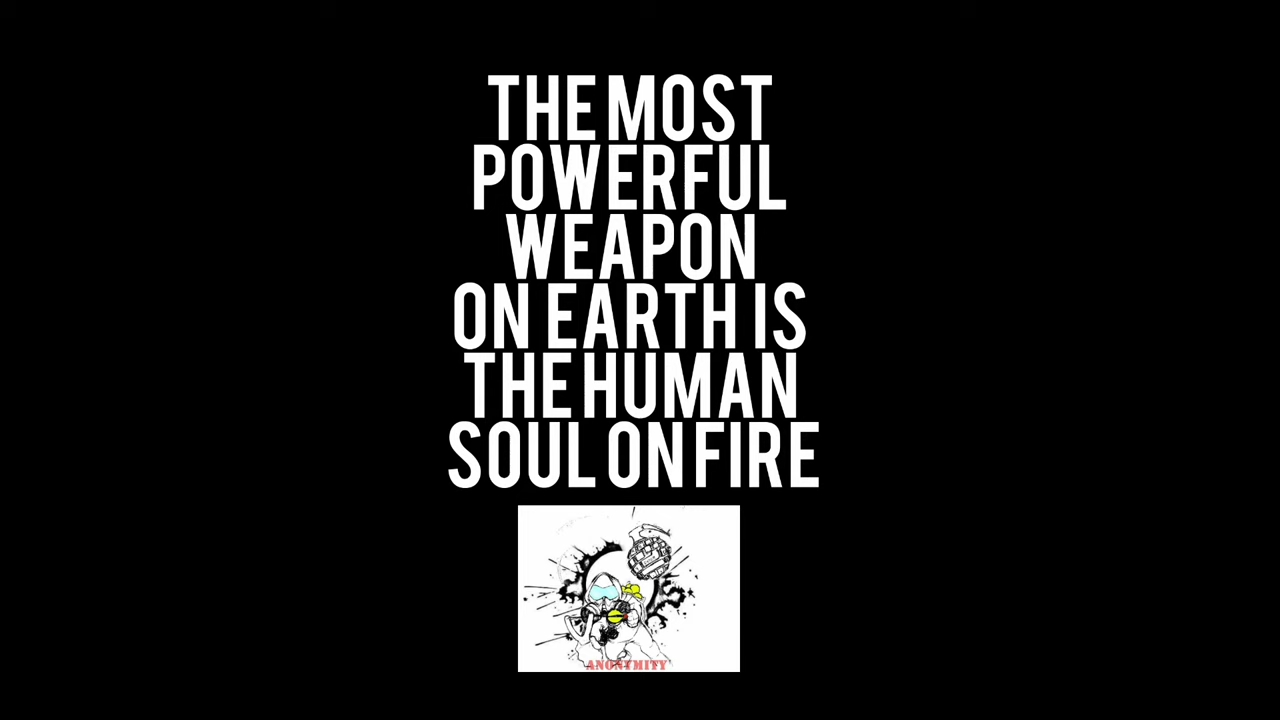 THE MOST
POWERFUL
WEAPON
ON EARTH IS
THE HUMAN
SOUL ON FIRE
ANONYMITY